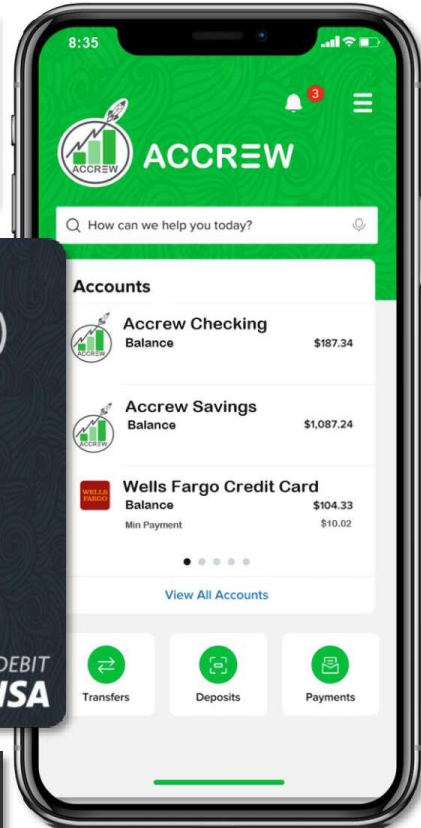 8:35
3
ACCREW
ACCREW
How can we help you today?
Accounts
Accrew Checking
Balance $187.34
ACCREW
Accrew Savings
Balance $1,087.24
ACCREW
WELLS
FARGO
Wells Fargo Credit Card
Balance $104.33
Min Payment $10.02
View All Accounts
DEBIT
ISA
Transfers Deposits Payments